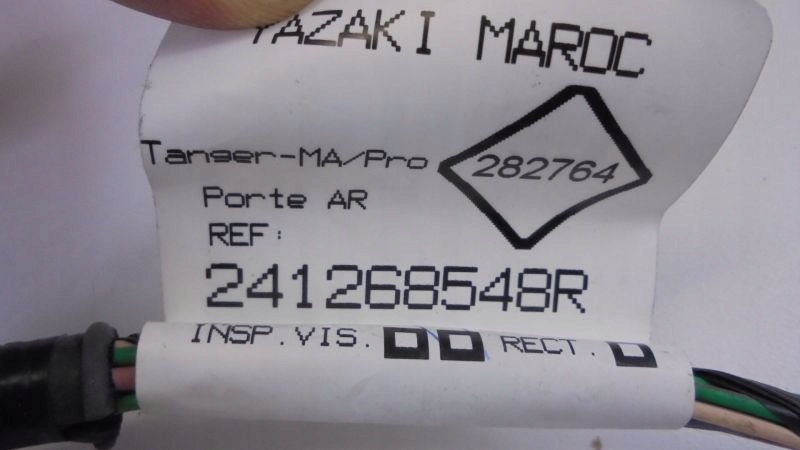 YAZAKI MAROC
Tanger-MA/Pro
282764
Porte AR
REF:
241268548R
INSP.VIS.
RECT.